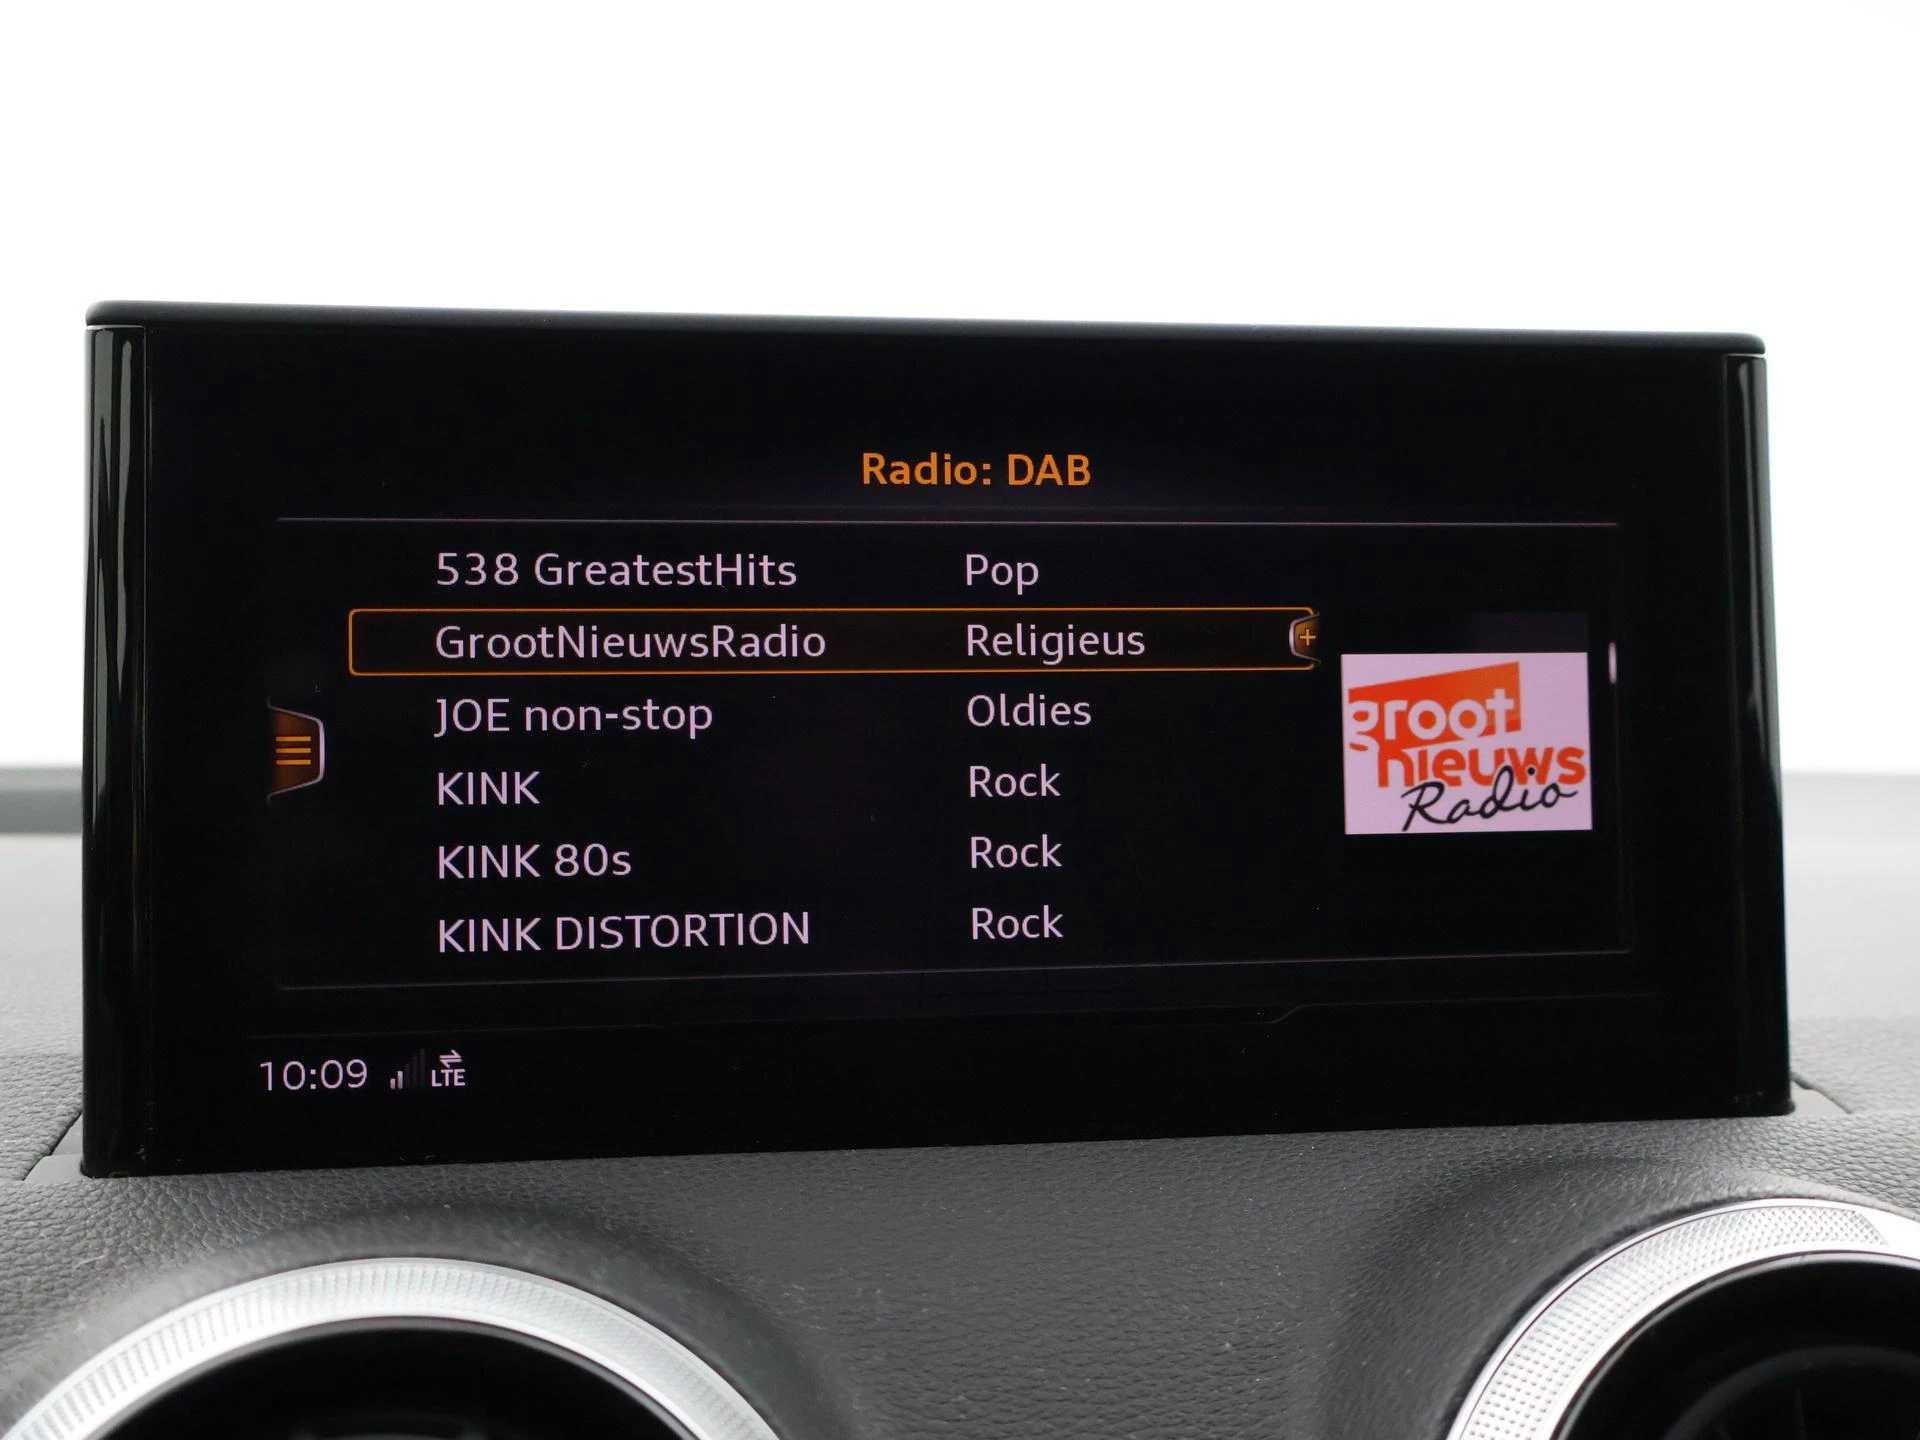 Radio: DAB
538 GreatestHits Pop
GrootNieuwsRadio Religieus +
JOE non-stop Oldies
KINK Rock
KINK 80s Rock
KINK DISTORTION Rock
groot
nieuws
Radio
10:09 LTE